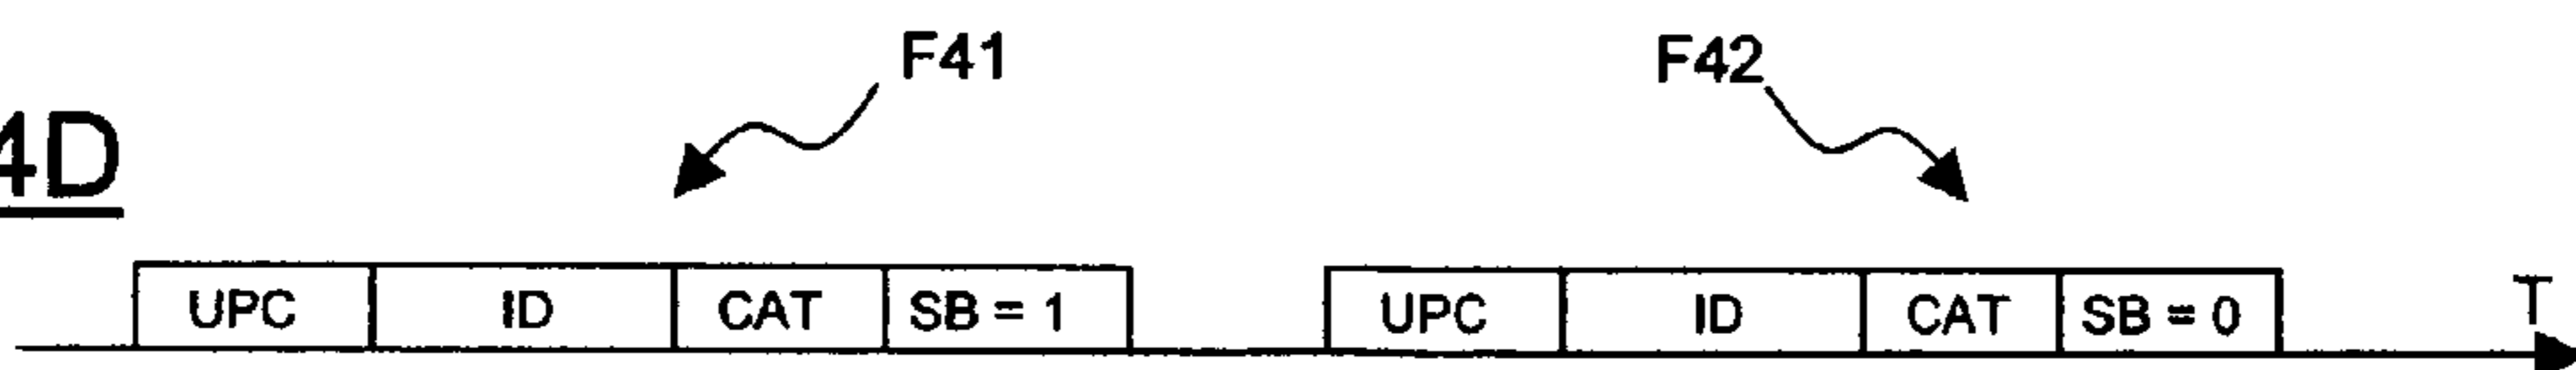 F41 F42
4D
UPC ID CAT SB = 1 UPC ID CAT SB = 0 T